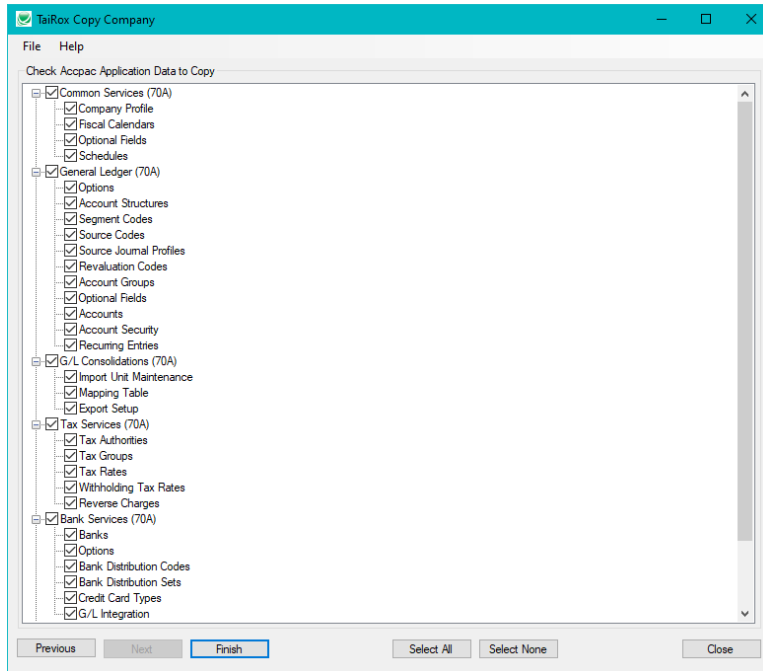 TaiRox Copy Company
File Help
Check Accpac Application Data to Copy
Common Services (70A)
Company Profile
Fiscal Calendars
Optional Fields
Schedules
General Ledger (70A)
Options
Account Structures
Segment Codes
Source Codes
Source Journal Profiles
Revaluation Codes
Account Groups
Optional Fields
Accounts
Account Security
Recurring Entries
G/L Consolidations (70A)
Import Unit Maintenance
Mapping Table
Export Setup
Tax Services (70A)
Tax Authorities
Tax Groups
Tax Rates
Withholding Tax Rates
Reverse Charges
Bank Services (70A)
Banks
Options
Bank Distribution Codes
Bank Distribution Sets
Credit Card Types
G/L Integration
Previous Next Finish Select All Select None Close